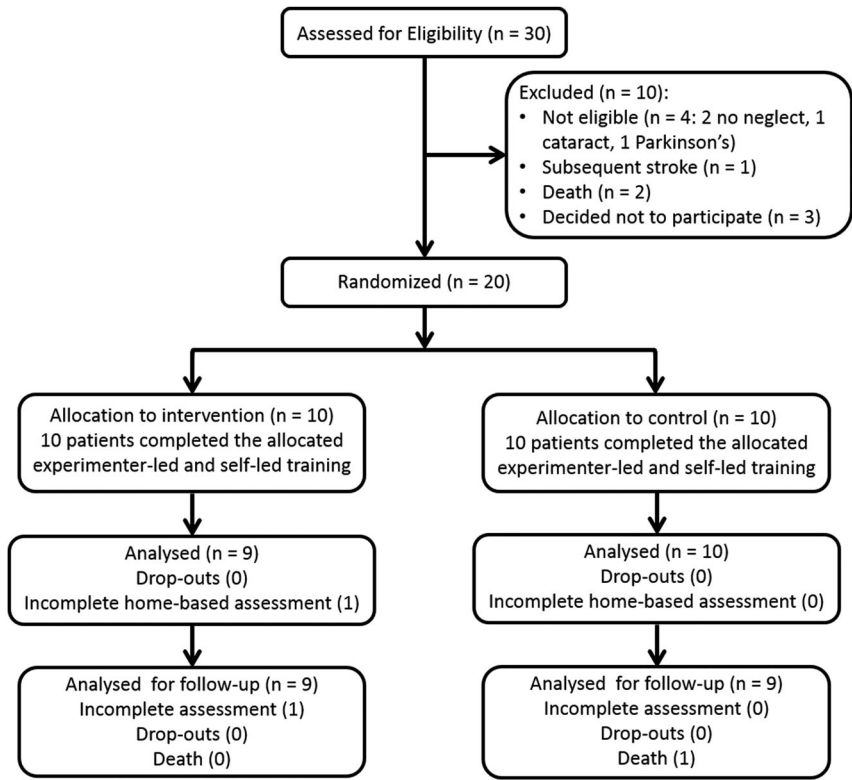 Assessed for Eligibility (n = 30)
Excluded (n = 10):
• Not eligible (n = 4: 2 no neglect, 1
cataract, 1 Parkinson’s)
• Subsequent stroke (n = 1)
• Death (n = 2)
• Decided not to participate (n = 3)
Randomized (n = 20)
Allocation to intervention (n = 10)
10 patients completed the allocated
experimenter-led and self-led training
Allocation to control (n = 10)
10 patients completed the allocated
experimenter-led and self-led training
Analysed (n = 9)
Drop-outs (0)
Incomplete home-based assessment (1)
Analysed (n = 10)
Drop-outs (0)
Incomplete home-based assessment (0)
Analysed for follow-up (n = 9)
Incomplete assessment (1)
Drop-outs (0)
Death (0)
Analysed for follow-up (n = 9)
Incomplete assessment (0)
Drop-outs (0)
Death (1)